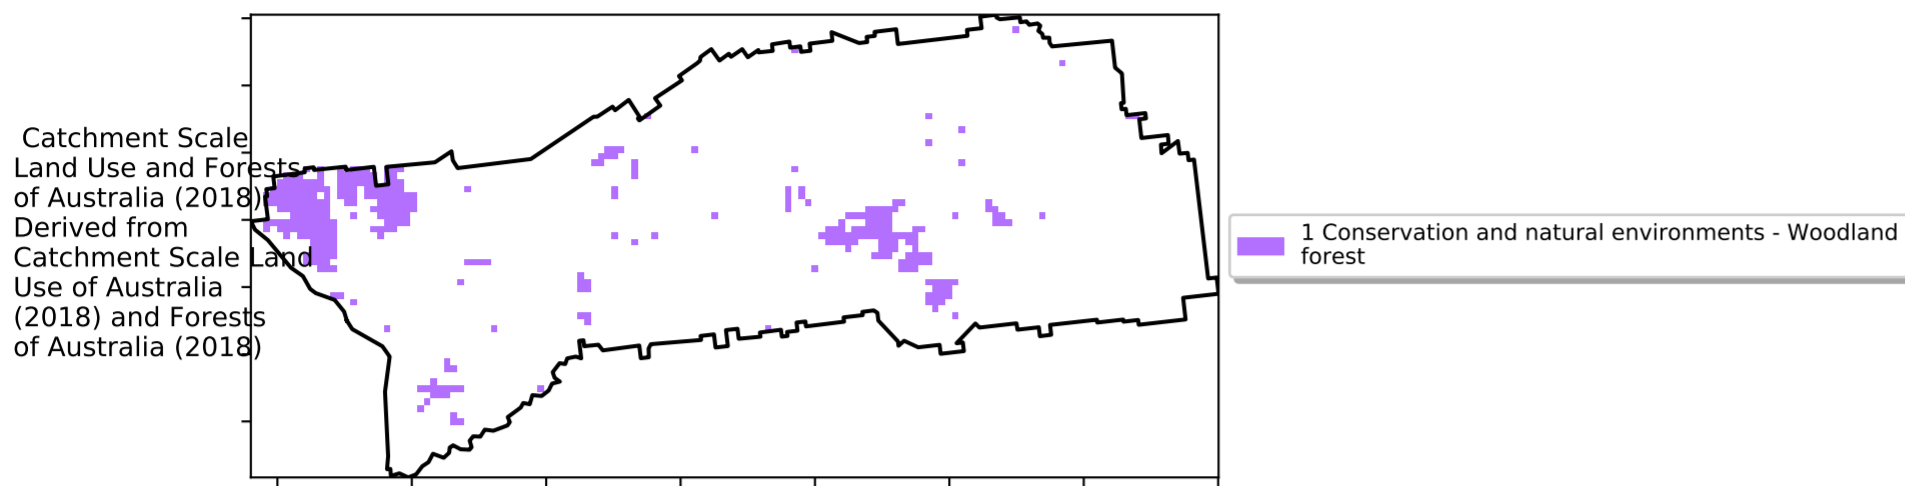 Catchment Scale
Land Use and Forests
of Australia (2018)
Derived from
Catchment Scale Land
Use of Australia
(2018) and Forests
of Australia (2018)
1 Conservation and natural environments - Woodland
forest